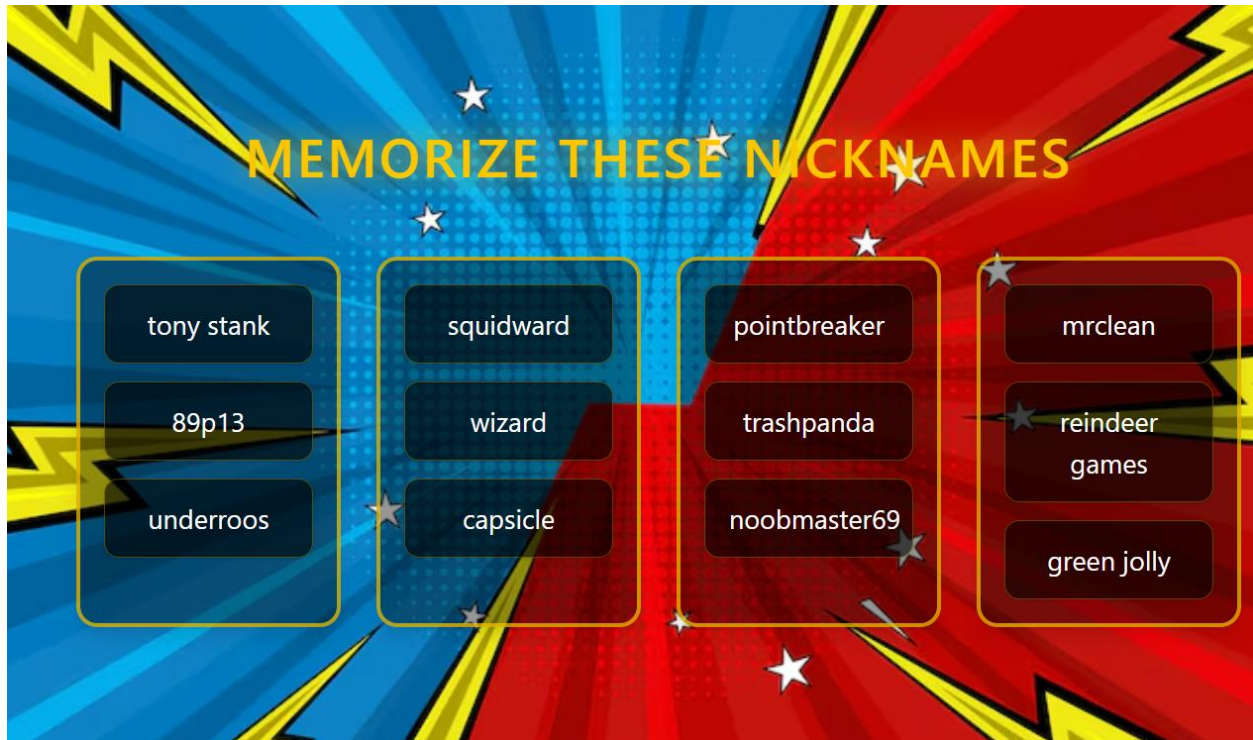 MEMORIZE THESE NICKNAMES
tony stank
89p13
underroos
squidward
wizard
capsicle
pointbreaker
trashpanda
noobmaster69
mrclean
reindeer
games
green jolly